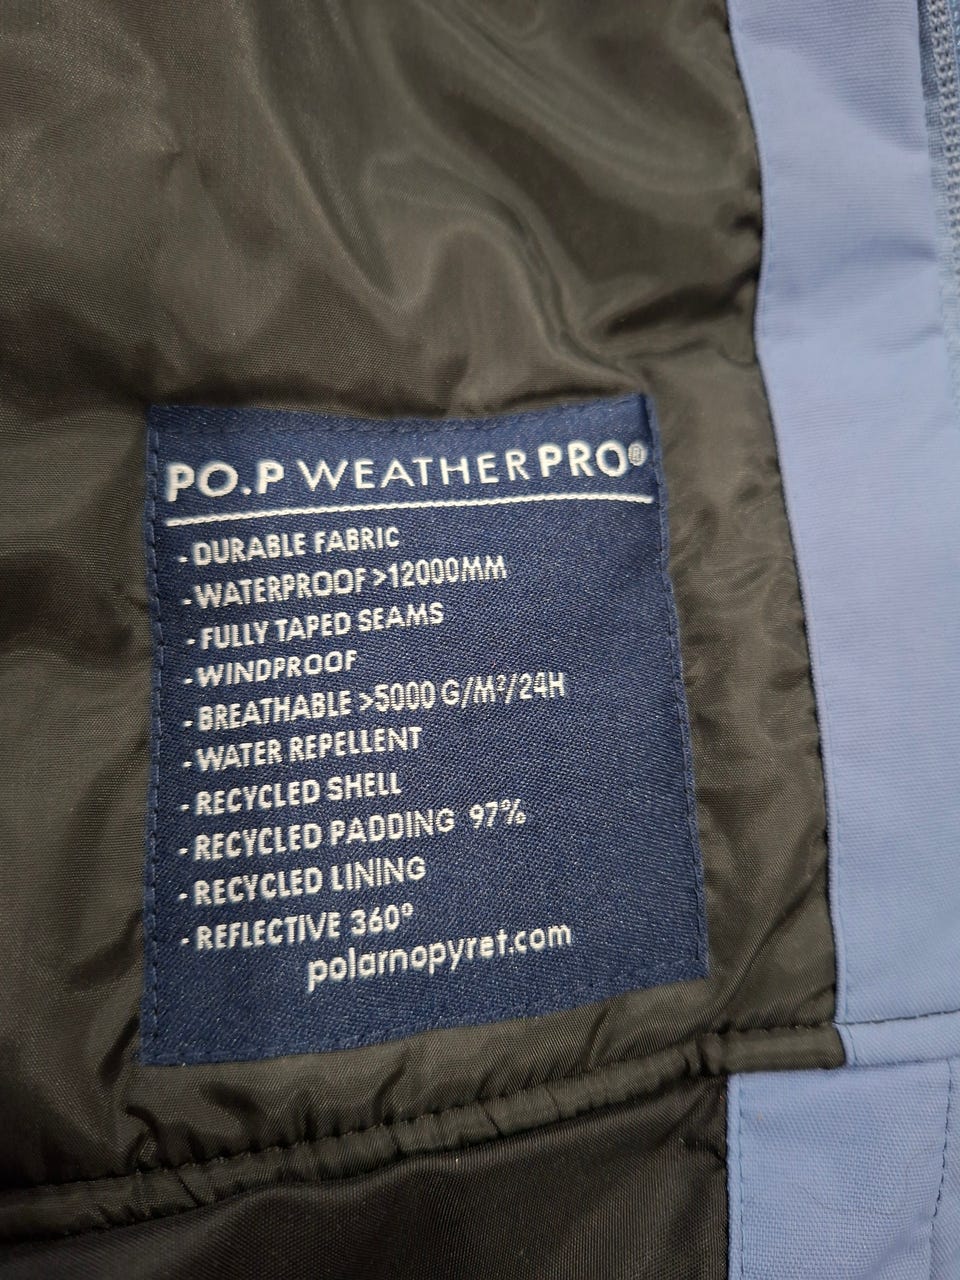 PO.P WEATHERPRO®
- DURABLE FABRIC
- WATERPROOF >12000MM
- FULLY TAPED SEAMS
- WINDPROOF
- BREATHABLE >5000 G/M²/24H
- WATER REPELLENT
- RECYCLED SHELL
- RECYCLED PADDING 97%
- RECYCLED LINING
- REFLECTIVE 360°
polarnopyret.com